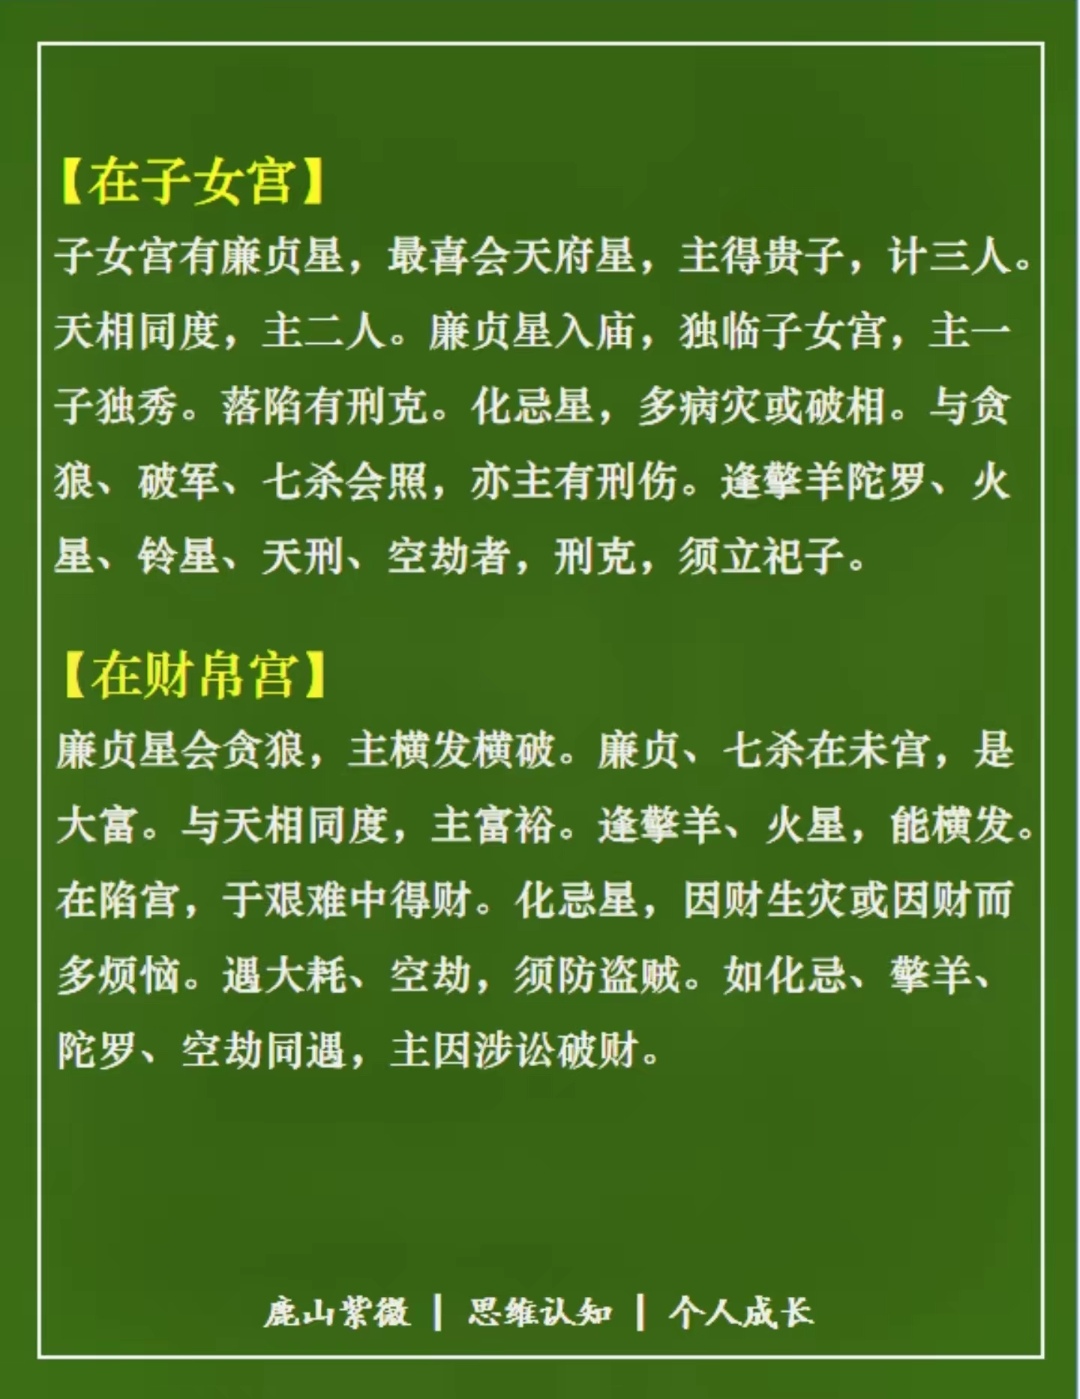 【在子女宫】
子女宫有廉贞星，最喜会天府星，主得贵子，计三人。
天相同度，主二人。廉贞星入庙，独临子女宫，主一
子独秀。落陷有刑克。化忌星，多病灾或破相。与贪
狼、破军、七杀会照，亦主有刑伤。逢擎羊陀罗、火
星、铃星、天刑、空劫者，刑克，须立祀子。
【在财帛宫】
廉贞星会贪狼，主横发横破。廉贞、七杀在未宫，是
大富。与天相同度，主富裕。逢擎羊、火星，能横发。
在陷宫，于艰难中得财。化忌星，因财生灾或因财而
多烦恼。遇大耗、空劫，须防盗贼。如化忌、擎羊、
陀罗、空劫同遇，主因涉讼破财。
鹿山紫微 | 思维认知 | 个人成长